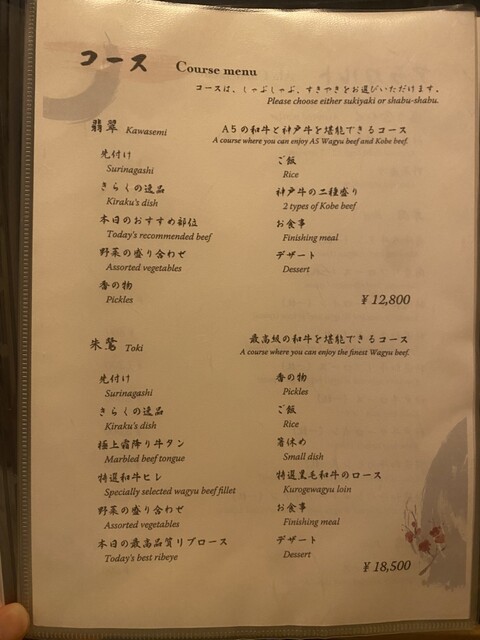 コース Course menu
コースは、しゃぶしゃぶ、すきやきをお選びいただけます。
Please choose either sukiyaki or shabu-shabu.
翡翠 Kawasemi
A5の和牛と神戸牛を堪能できるコース
A course where you can enjoy A5 Wagyu beef and Kobe beef.
先付け
Surinagashi
きらくの逸品
Kiraku's dish
本日のおすすめ部位
Today's recommended beef
野菜の盛り合わせ
Assorted vegetables
香の物
Pickles
ご飯
Rice
神戸牛の二種盛り
2 types of Kobe beef
お食事
Finishing meal
デザート
Dessert
¥12,800
朱鷺 Toki
最高級の和牛を堪能できるコース
A course where you can enjoy the finest Wagyu beef.
先付け
Surinagashi
きらくの逸品
Kiraku's dish
極上霜降り牛タン
Marbled beef tongue
特選和牛ヒレ
Specially selected wagyu beef fillet
野菜の盛り合わせ
Assorted vegetables
本日の最高品質リブロース
Today's best ribeye
香の物
Pickles
ご飯
Rice
箸休め
Small dish
特選黒毛和牛のロース
Kurogewagyu loin
お食事
Finishing meal
デザート
Dessert
¥18,500